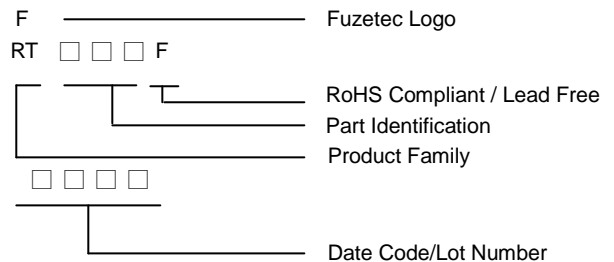 F Fuzetec Logo
RT □ □ □ F
RoHS Compliant / Lead Free
Part Identification
Product Family
□ □ □ □
Date Code/Lot Number